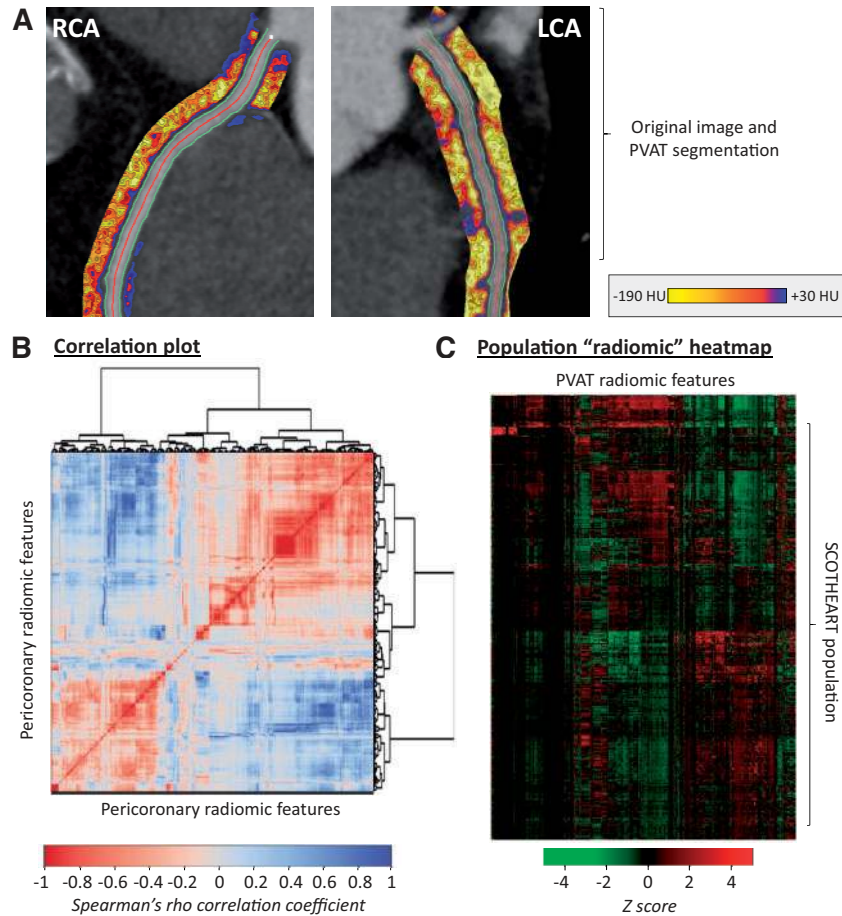 A
RCA
LCA
Original image and
PVAT segmentation
-190 HU
+30 HU
B
Correlation plot
Pericoronary radiomic features
Pericoronary radiomic features
-1 -0.8 -0.6 -0.4 -0.2 0 0.2 0.4 0.6 0.8 1
Spearman's rho correlation coefficient
C
Population "radiomic" heatmap
PVAT radiomic features
SCOTHEART population
-4 -2 0 2 4
Z score